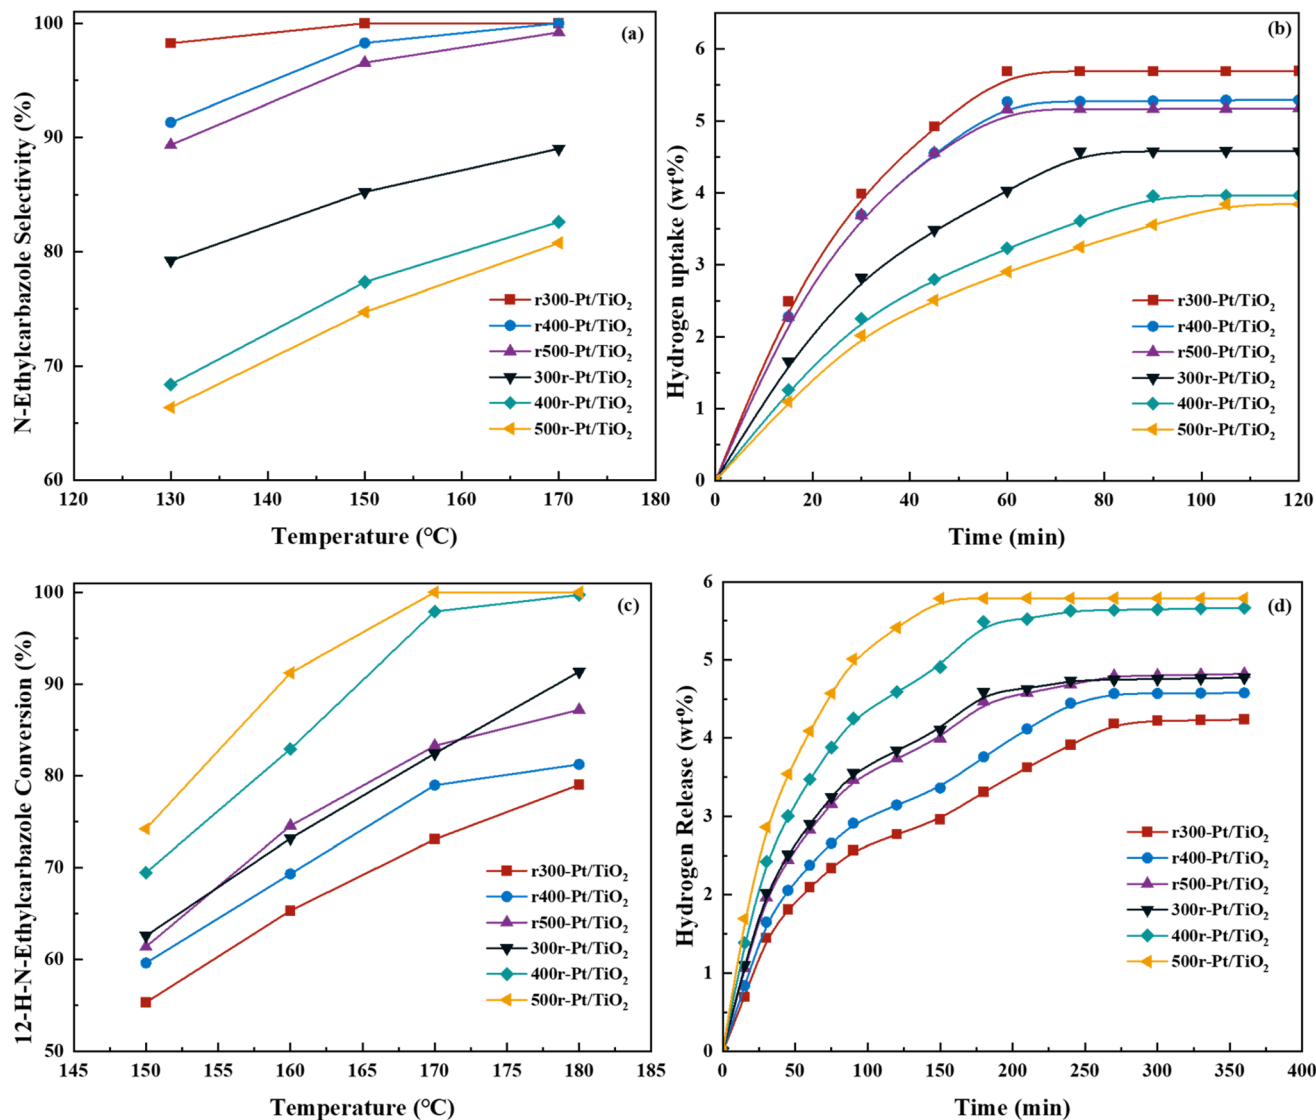 (a)
N-Ethylcarbazole Selectivity (%)
100
90
80
70
60
r300-Pt/TiO₂
r400-Pt/TiO₂
r500-Pt/TiO₂
300r-Pt/TiO₂
400r-Pt/TiO₂
500r-Pt/TiO₂
120 130 140 150 160 170 180
Temperature (°C)
(b)
Hydrogen uptake (wt%)
6
5
4
3
2
1
0
r300-Pt/TiO₂
r400-Pt/TiO₂
r500-Pt/TiO₂
300r-Pt/TiO₂
400r-Pt/TiO₂
500r-Pt/TiO₂
0 20 40 60 80 100 120
Time (min)
(c)
12-H-N-Ethylcarbazole Conversion (%)
100
90
80
70
60
50
r300-Pt/TiO₂
r400-Pt/TiO₂
r500-Pt/TiO₂
300r-Pt/TiO₂
400r-Pt/TiO₂
500r-Pt/TiO₂
145 150 155 160 165 170 175 180 185
Temperature (°C)
(d)
Hydrogen Release (wt%)
6
5
4
3
2
1
0
r300-Pt/TiO₂
r400-Pt/TiO₂
r500-Pt/TiO₂
300r-Pt/TiO₂
400r-Pt/TiO₂
500r-Pt/TiO₂
0 50 100 150 200 250 300 350 400
Time (min)